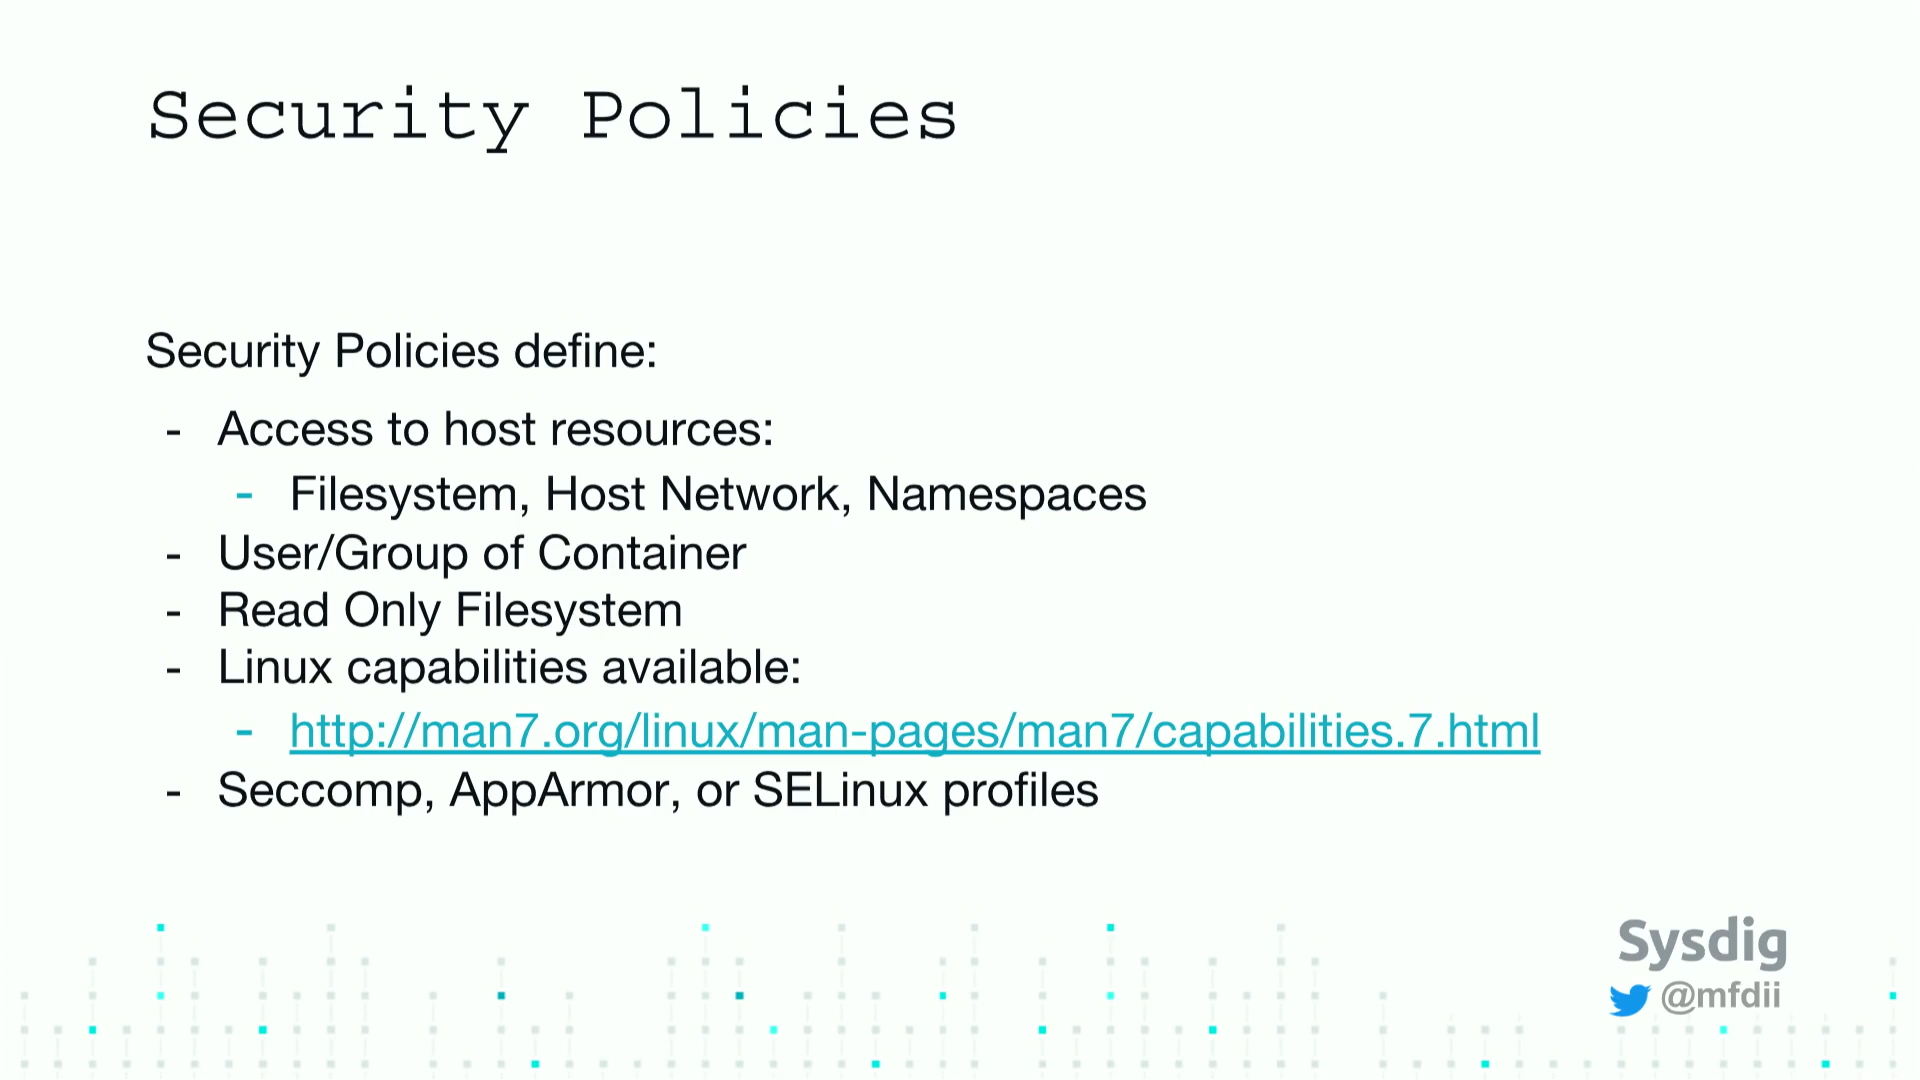 Security Policies
Security Policies define:
- Access to host resources:
- Filesystem, Host Network, Namespaces
- User/Group of Container
- Read Only Filesystem
- Linux capabilities available:
- http://man7.org/linux/man-pages/man7/capabilities.7.html
- Seccomp, AppArmor, or SELinux profiles
Sysdig
@mfdii